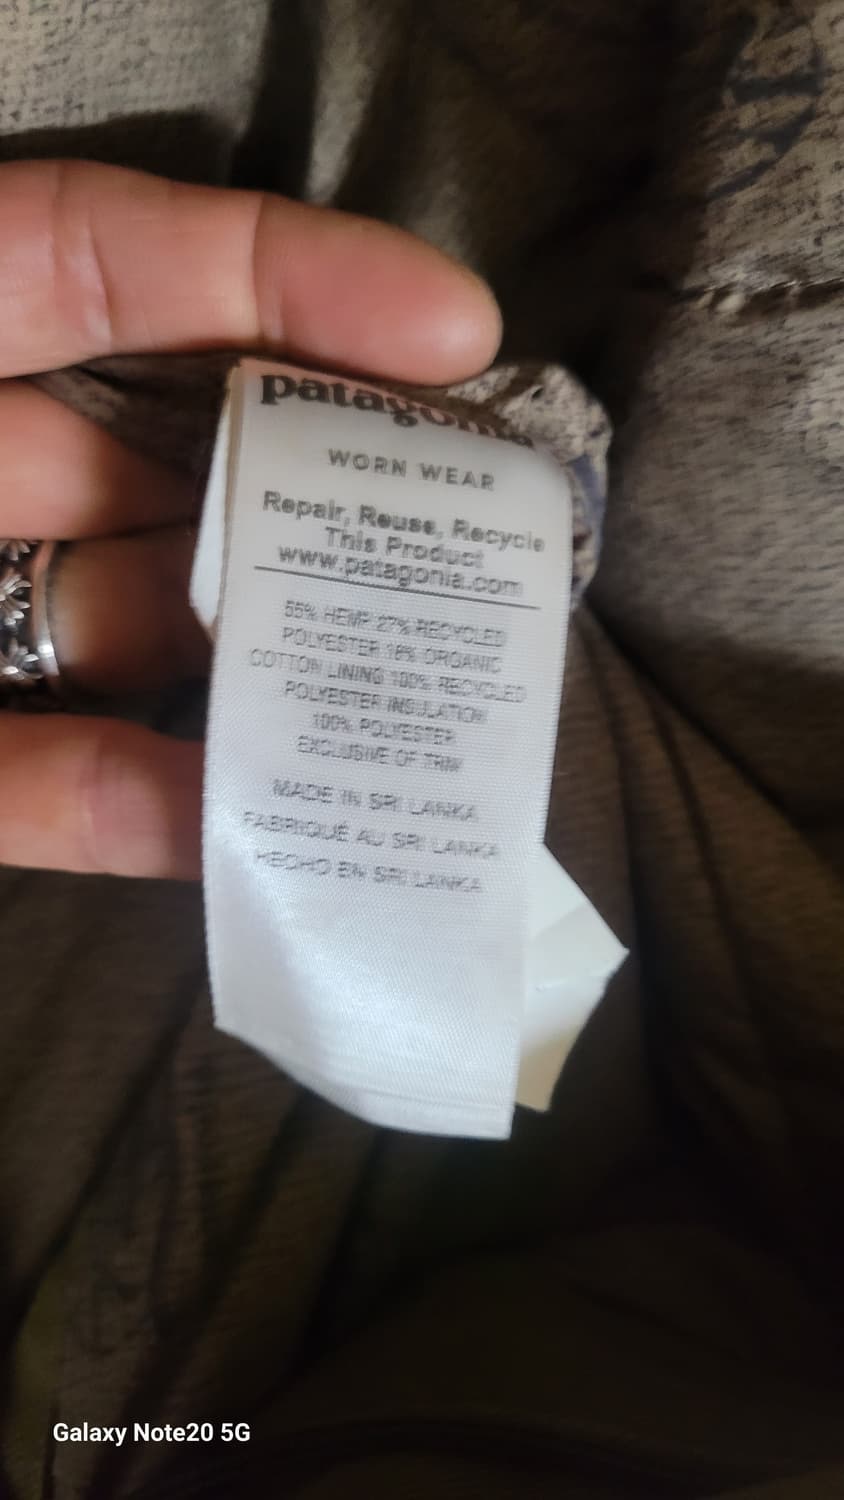 patagonia
WORN WEAR
Repair, Reuse, Recycle
This Product
www.patagonia.com
55% HEMP 27% RECYCLED
POLYESTER 18% ORGANIC
COTTON LINING 100% RECYCLED
POLYESTER INSULATION
100% POLYESTER
EXCLUSIVE OF TRIM
MADE IN SRI LANKA
FABRIQUÉ AU SRI LANKA
HECHO EN SRI LANKA
Galaxy Note20 5G